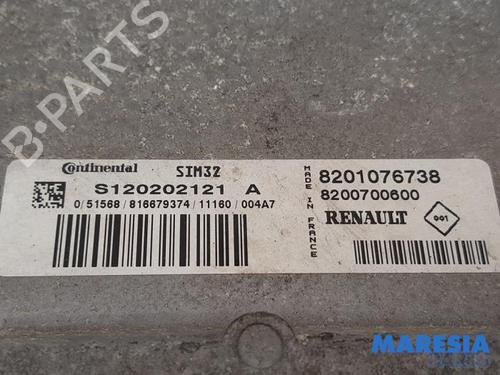 B-PARTS
Continental SIM32
S120202121 A
0/51568/816679374/11160/004A7
MADE IN FRANCE
8201076738
8200700600
RENAULT
001
MARESIA